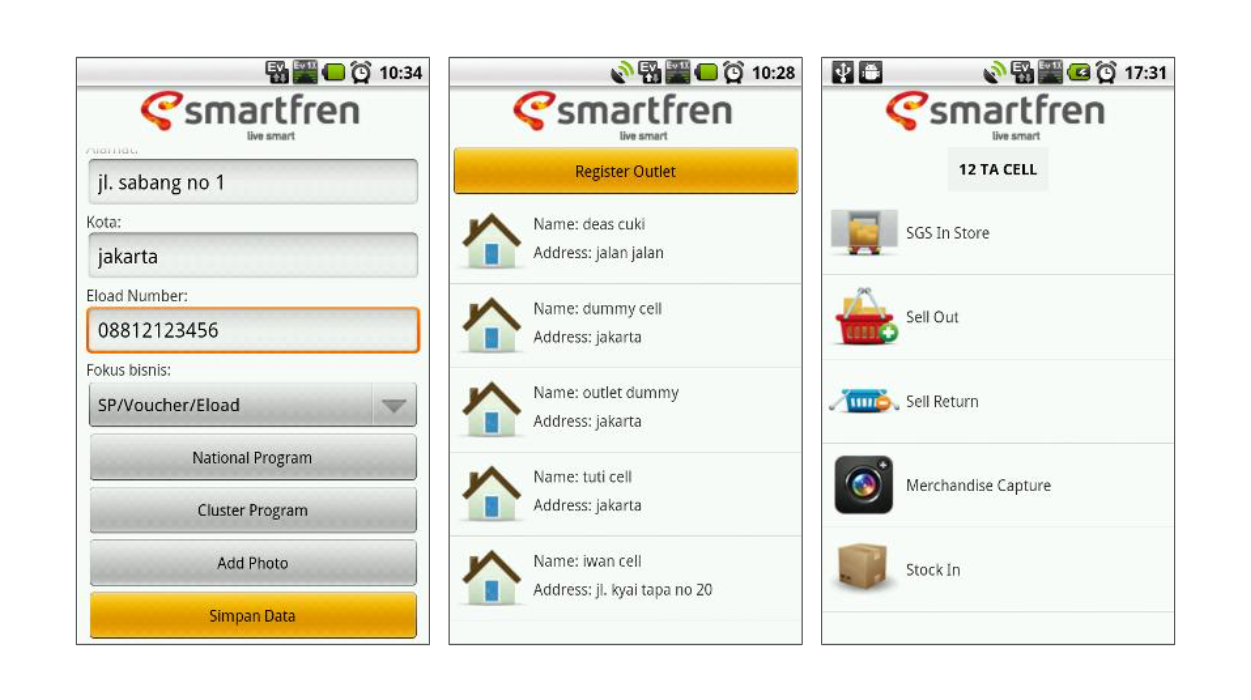 10:34
smartfren
live smart
Alamat:
jl. sabang no 1
Kota:
jakarta
Eload Number:
08812123456
Fokus bisnis:
SP/Voucher/Eload
National Program
Cluster Program
Add Photo
Simpan Data
10:28
smartfren
live smart
Register Outlet
Name: deas cuki
Address: jalan jalan
Name: dummy cell
Address: jakarta
Name: outlet dummy
Address: jakarta
Name: tuti cell
Address: jakarta
Name: iwan cell
Address: jl. kyai tapa no 20
17:31
smartfren
live smart
12 TA CELL
SGS In Store
Sell Out
Sell Return
Merchandise Capture
Stock In